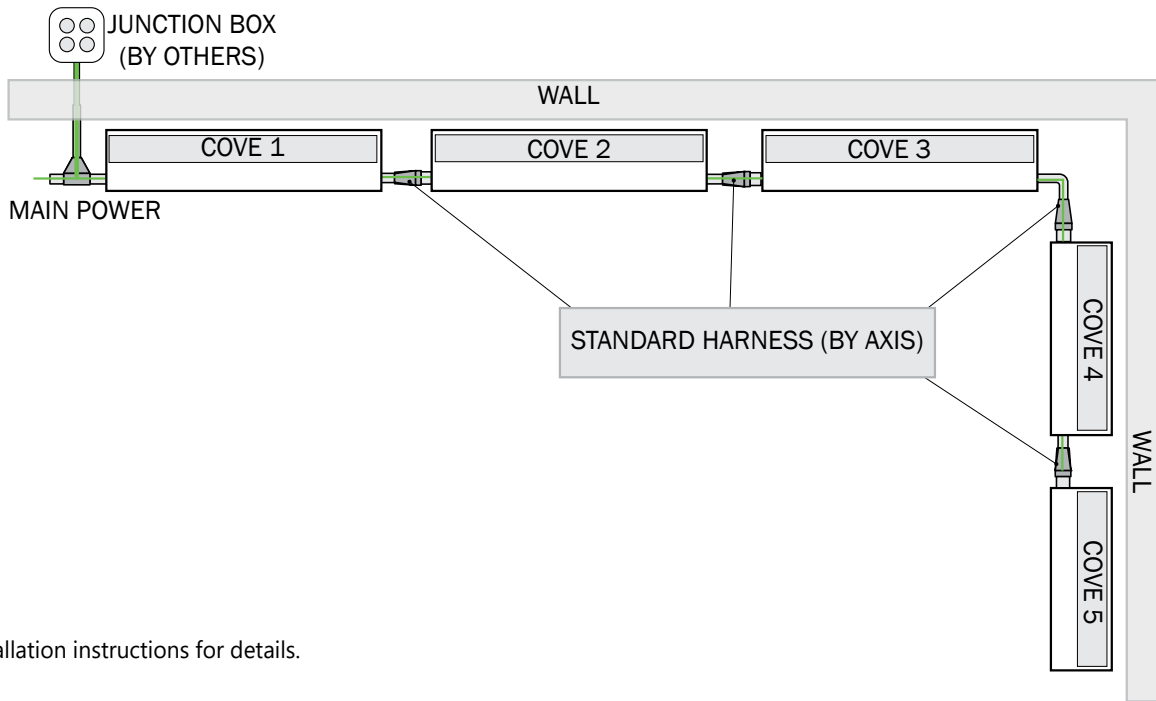 JUNCTION BOX
(BY OTHERS)
WALL
COVE 1
COVE 2
COVE 3
MAIN POWER
STANDARD HARNESS (BY AXIS)
COVE 4
WALL
COVE 5
allation instructions for details.